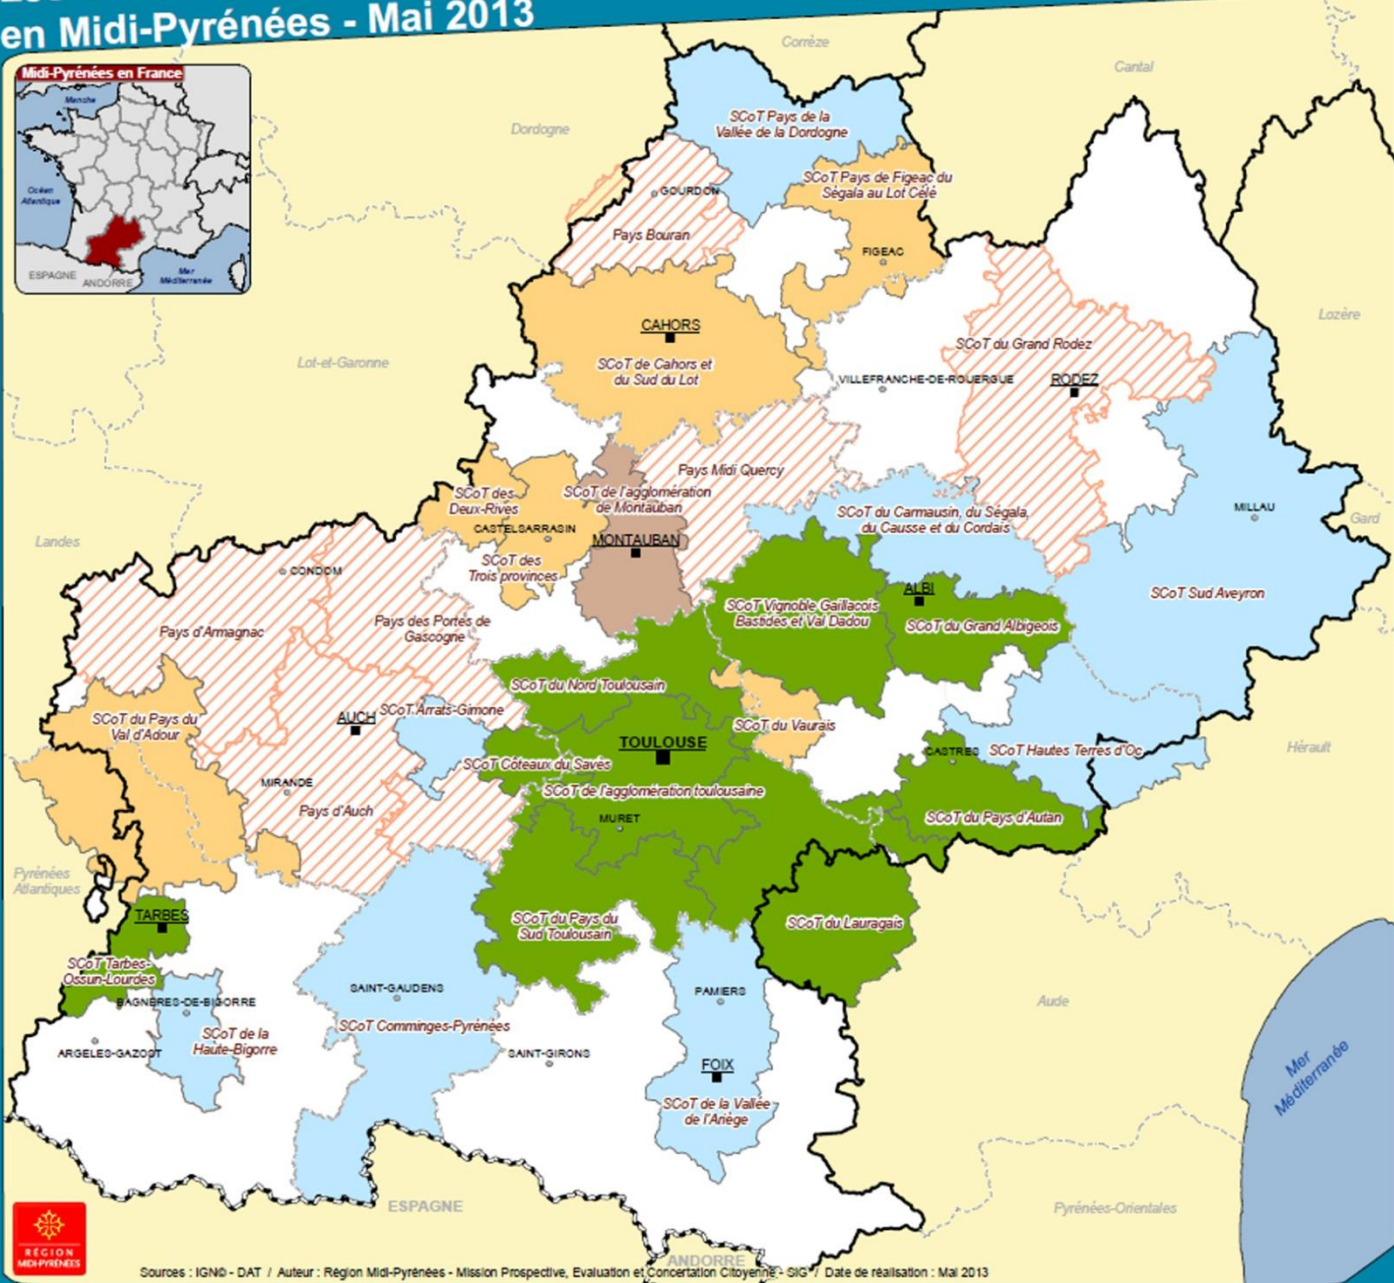 en Midi-Pyrénées - Mai 2013
Midi-Pyrénées en France
Manche
Océan
Atlantique
ESPAGNE
ANDORRE
Mer
Méditerranée
Corrèze
Cantal
Dordogne
SCoT Pays de la
Vallée de la Dordogne
SCoT Pays de Figeac du
Ségala au Lot Célé
GOURDON
Pays Bouran
FIGEAC
Lozère
CAHORS
SCoT de Cahors et
du Sud du Lot
Lot-et-Garonne
SCoT du Grand Rodez
VILLEFRANCHE-DE-ROUERGUE
RODEZ
Pays Midi Quercy
SCoT des
Deux-Rives
SCoT de l'agglomération
de Montauban
CASTELSARRASIN
MONTAUBAN
SCoT du Carmausin, du Ségala,
du Causse et du Cordais
MILLAU
Gard
Landes
CONDOM
SCoT des
Trois provinces
ALBI
SCoT Sud Aveyron
Pays d'Armagnac
Pays des Portes de
Gascogne
SCoT Vignoble Gaillacois
Bastides et Val Dadou
SCoT du Grand Albigeois
SCoT du Nord Toulousain
SCoT du Pays du
Val d'Adour
AUCH
SCoT Arrats-Gimone
SCoT du Vaurais
TOULOUSE
CASTRES
SCoT Hautes Terres d'Oc
Hérault
SCoT Côteaux du Savès
MIRANDE
Pays d'Auch
SCoT de l'agglomération toulousaine
MURET
SCoT du Pays d'Autan
Pyrénées
Atlantiques
TARBES
SCoT du Pays du
Sud Toulousain
SCoT du Lauragais
SCoT Tarbes-
Ossun-Lourdes
BAGNERES-DE-BIGORRE
SAINT-GAUDENS
PAMIERS
Aude
SCoT de la
Haute-Bigorre
SCoT Comminges-Pyrénées
ARGELES-GAZOST
SAINT-GIRONS
FOIX
SCoT de la Vallée
de l'Ariège
Mer
Méditerranée
ESPAGNE
Pyrénées-Orientales
ANDORRE
RÉGION
MIDI-PYRÉNÉES
Sources : IGN© - DAT / Auteur : Région Midi-Pyrénées - Mission Prospective, Evaluation et Concertation Citoyenne - SIG / Date de réalisation : Mai 2013